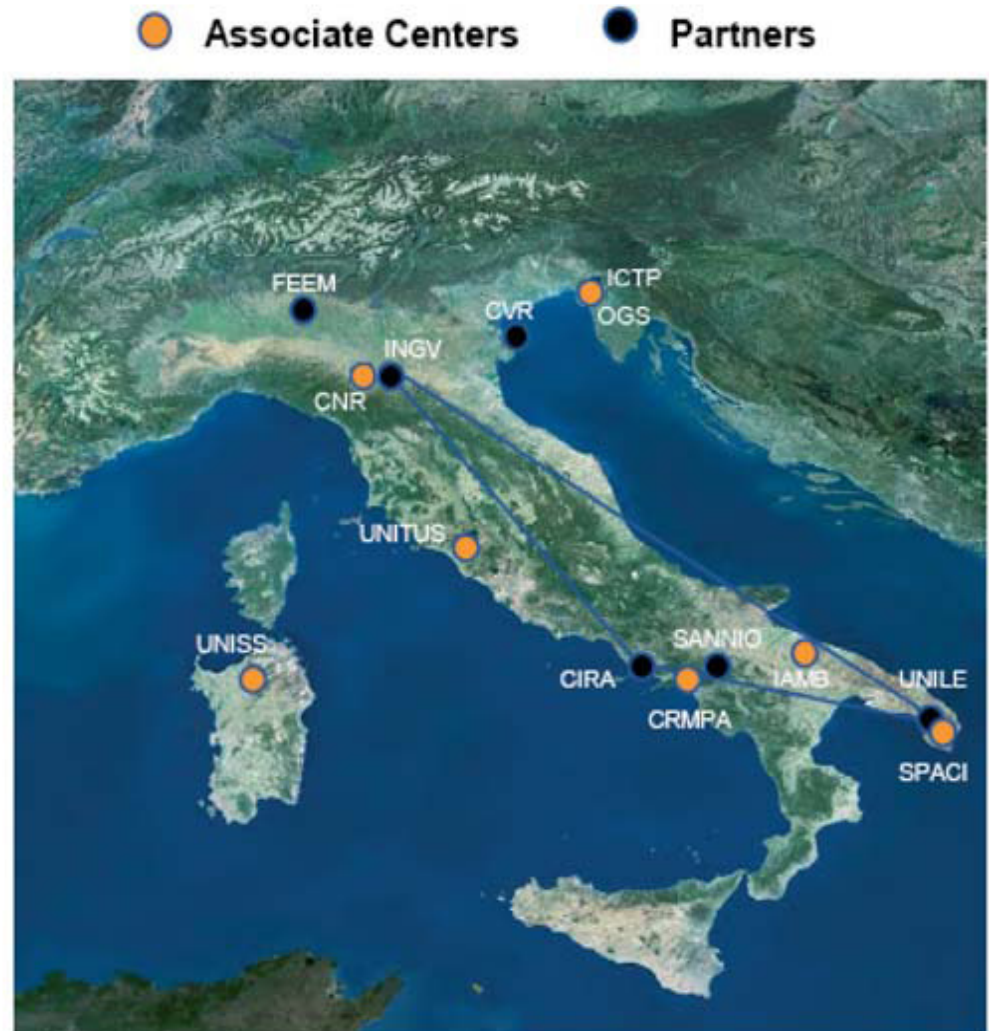 Associate Centers
Partners
FEEM
ICTP
CVR
OGS
INGV
CNR
UNITUS
UNISS
SANNIO
CIRA
IAMB
UNILE
CRMPA
SPACI